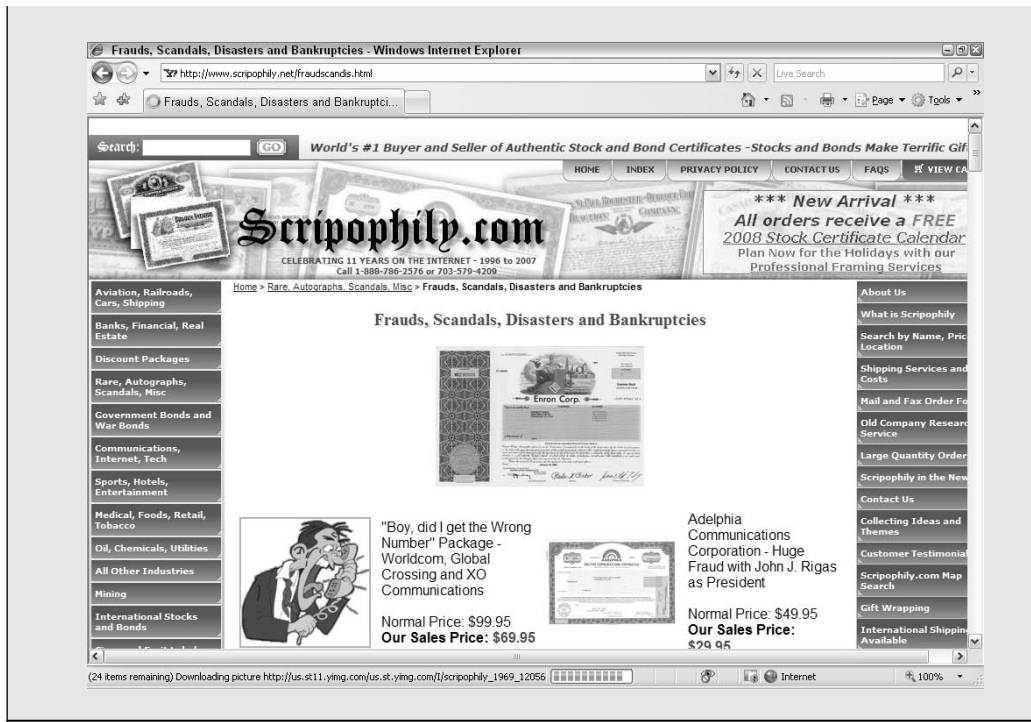 Frauds, Scandals, Disasters and Bankruptcies - Windows Internet Explorer
http://www.scripophily.net/fraudscandis.html
Live Search
Frauds, Scandals, Disasters and Bankruptci...
Page
Tools
Search:
GO
World's #1 Buyer and Seller of Authentic Stock and Bond Certificates -Stocks and Bonds Make Terrific Gif
HOME
INDEX
PRIVACY POLICY
CONTACT US
FAQS
VIEW CA
Scripophily.com
CELEBRATING 11 YEARS ON THE INTERNET - 1996 to 2007
Call 1-888-786-2576 or 703-579-4209
*** New Arrival ***
All orders receive a FREE
2008 Stock Certificate Calendar
Plan Now for the Holidays with our
Professional Framing Services
Home > Rare, Autographs, Scandals, Misc > Frauds, Scandals, Disasters and Bankruptcies
Aviation, Railroads,
Cars, Shipping
Banks, Financial, Real
Estate
Discount Packages
Rare, Autographs,
Scandals, Misc
Government Bonds and
War Bonds
Communications,
Internet, Tech
Sports, Hotels,
Entertainment
Medical, Foods, Retail,
Tobacco
Oil, Chemicals, Utilities
All Other Industries
Mining
International Stocks
and Bonds
Frauds, Scandals, Disasters and Bankruptcies
Enron Corp.
"Boy, did I get the Wrong
Number" Package -
Worldcom, Global
Crossing and XO
Communications
Normal Price: $99.95
Our Sales Price: $69.95
Adelphia
Communications
Corporation - Huge
Fraud with John J. Rigas
as President
Normal Price: $49.95
Our Sales Price:
$29.95
About Us
What is Scripophily
Search by Name, Pric
Location
Shipping Services and
Costs
Mail and Fax Order Fo
Old Company Researc
Service
Large Quantity Order
Scripophily in the New
Contact Us
Collecting Ideas and
Themes
Customer Testimonial
Scripophily.com Map
Search
Gift Wrapping
International Shippin
Available
(24 items remaining) Downloading picture http://us.st11.yimg.com/us.st.yimg.com/I/scripophily_1969_12056
Internet
100%